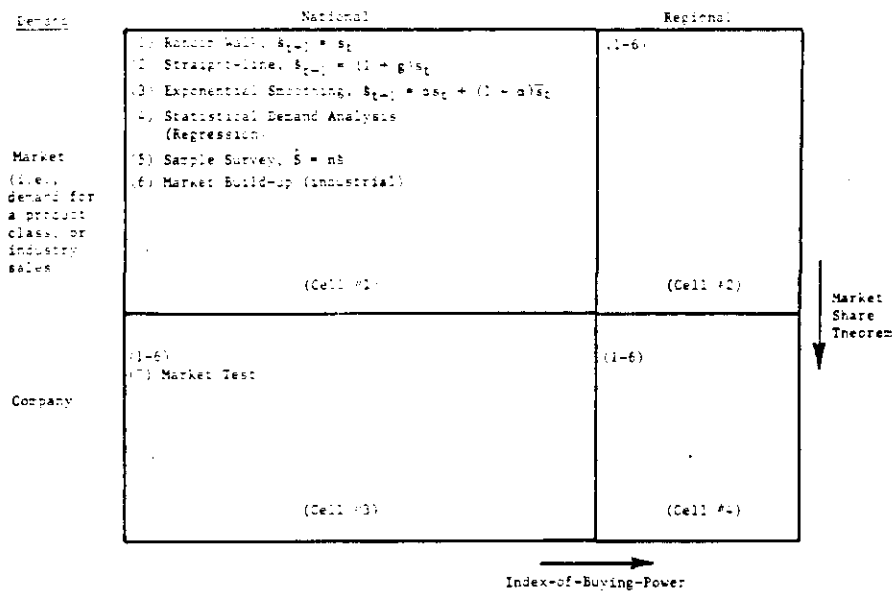 Demand
National
Regional
(1) Random Walk, ŝt+1 = st
(2) Straight-line, ŝt+1 = (1 + g)st
(3) Exponential Smoothing, ŝt+1 = αst + (1 - α)s̄t
(4) Statistical Demand Analysis
(Regression)
(5) Sample Survey, Ŝ = nŝ
(6) Market Build-up (industrial)
(Cell #1)
(1-6)
(Cell #2)
Market
(i.e.,
demand for
a product
class, or
industry
sales
Market
Share
Theorem
Company
(1-6)
(7) Market Test
(Cell #3)
(1-6)
(Cell #4)
Index-of-Buying-Power